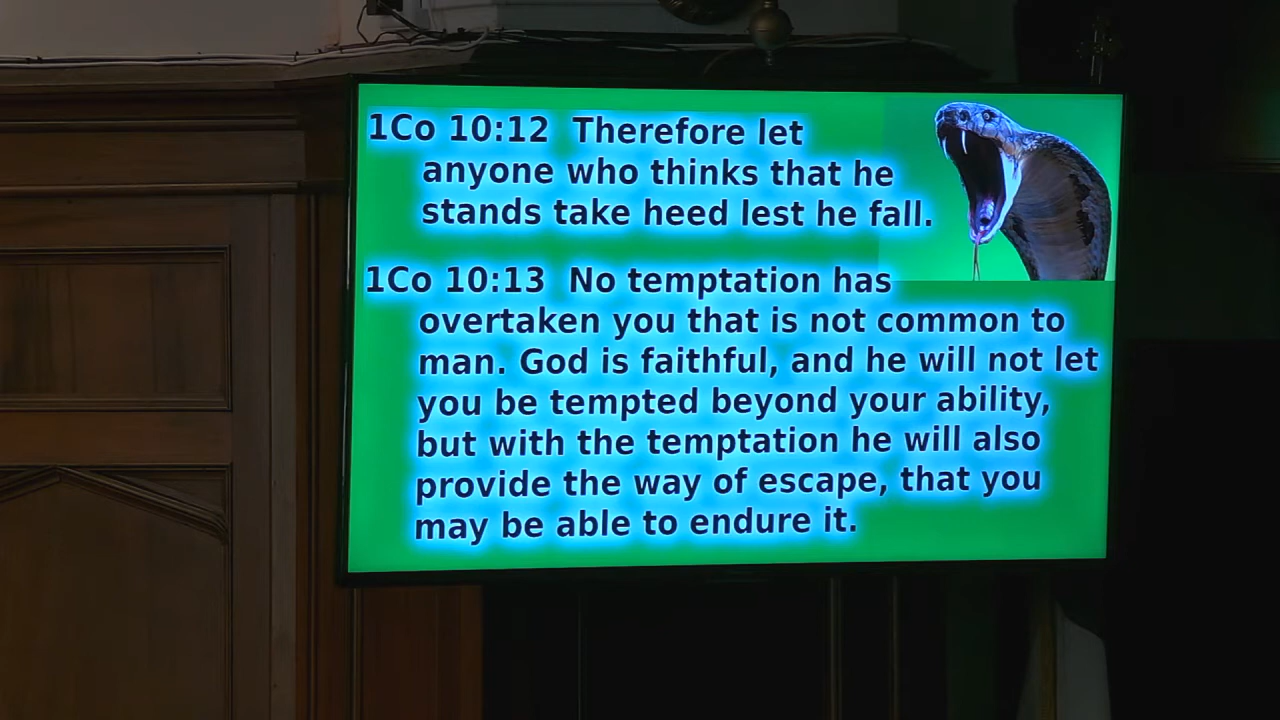 1Co 10:12 Therefore let
anyone who thinks that he
stands take heed lest he fall.
1Co 10:13 No temptation has
overtaken you that is not common to
man. God is faithful, and he will not let
you be tempted beyond your ability,
but with the temptation he will also
provide the way of escape, that you
may be able to endure it.